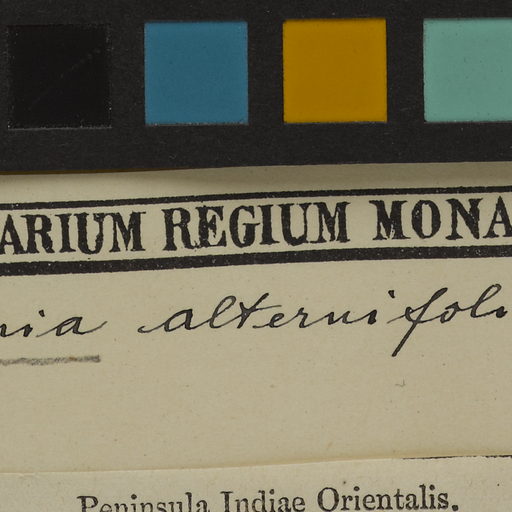 ARIUM REGIUM MONA
nia alternifoli
Peninsula Indiae Orientalis.